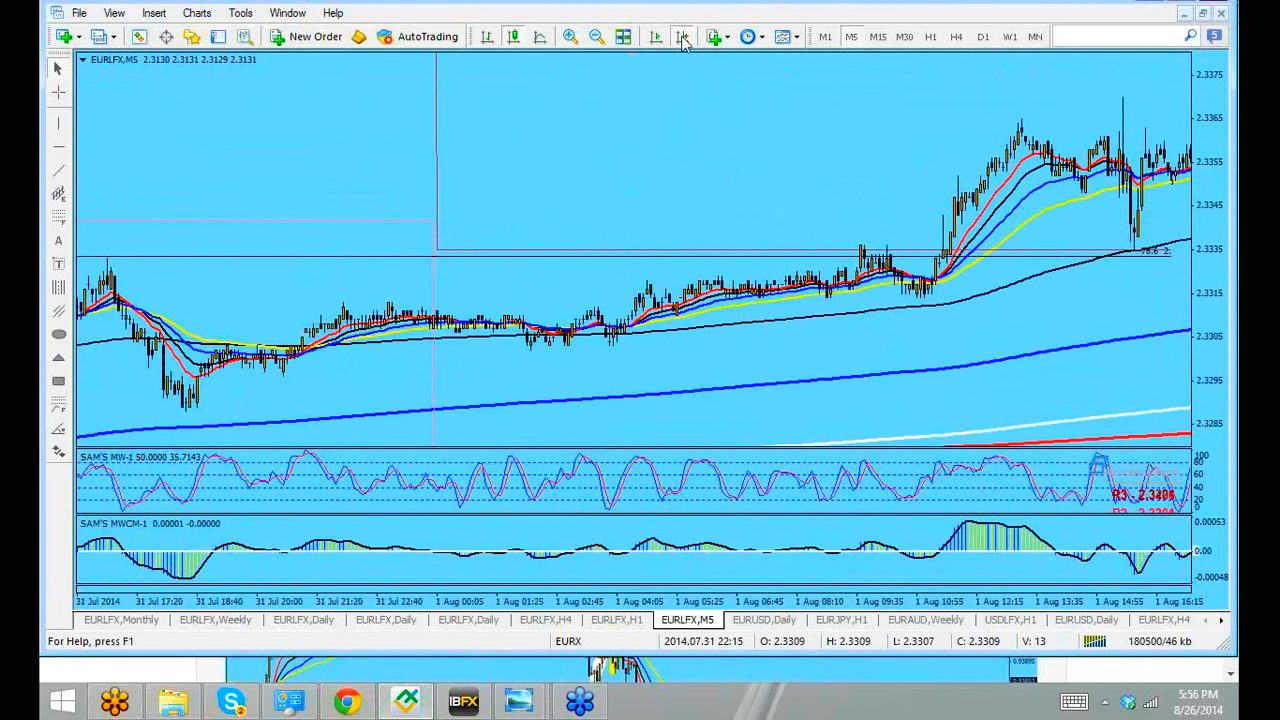 File View Insert Charts Tools Window Help
New Order AutoTrading M1 M5 M15 M30 H1 H4 D1 W1 MN 5
EURLFX,M5 2.3130 2.3131 2.3129 2.3131
2.3375
2.3365
2.3355
2.3345
2.3335
78.6 2.
2.3315
2.3305
2.3295
2.3285
SAM'S MW-1 50.0000 35.7143
100
80
60
40
20
0
SAM'S MWCM-1 0.00001 -0.00000
0.00053
0.00
-0.00048
31 Jul 2014 31 Jul 17:20 31 Jul 18:40 31 Jul 20:00 31 Jul 21:20 31 Jul 22:40 1 Aug 00:05 1 Aug 01:25 1 Aug 02:45 1 Aug 04:05 1 Aug 05:25 1 Aug 06:45 1 Aug 08:10 1 Aug 09:35 1 Aug 10:55 1 Aug 12:15 1 Aug 13:35 1 Aug 14:55 1 Aug 16:15
EURLFX,Monthly EURLFX,Weekly EURLFX,Daily EURLFX,Daily EURLFX,Daily EURLFX,H4 EURLFX,H1 EURLFX,M5 EURUSD,Daily EURJPY,H1 EURAUD,Weekly USDLFX,H1 EURUSD,Daily EURLFX,H4
For Help, press F1 EURX 2014.07.31 22:15 O: 2.3309 H: 2.3309 L: 2.3307 C: 2.3309 V: 13 180500/46 kb
0.93895
IBFX
5:56 PM
8/26/2014